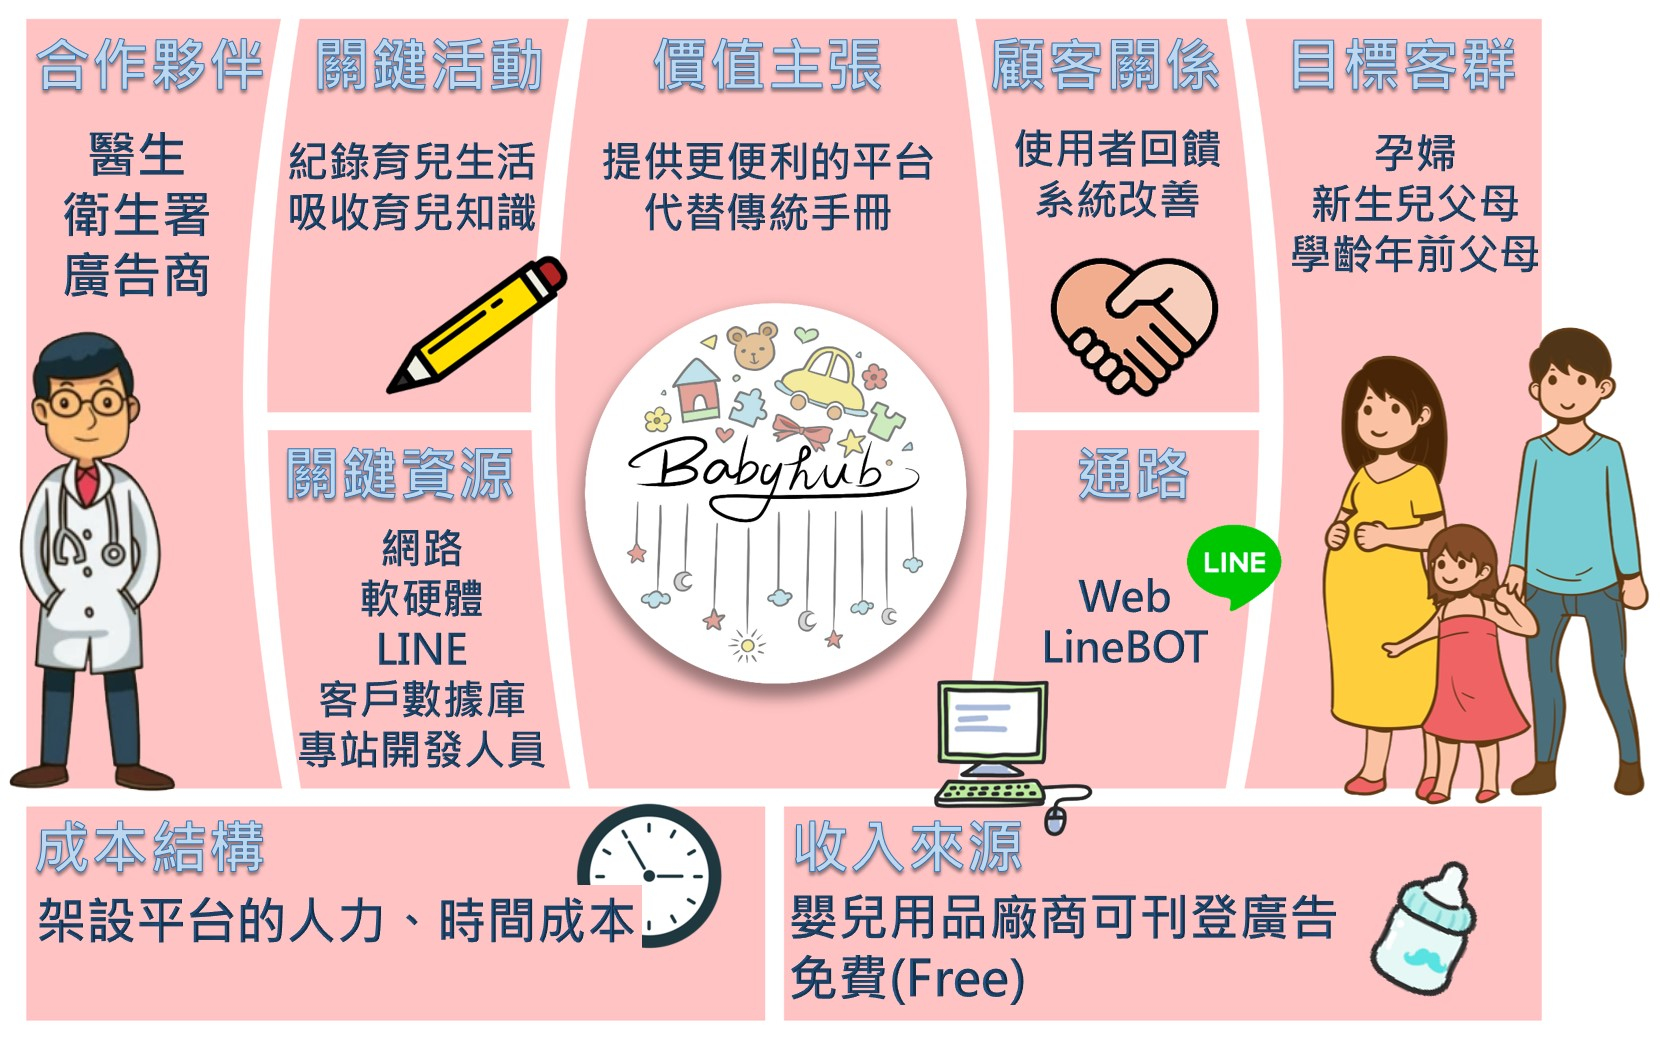 合作夥伴
醫生
衛生署
廣告商
關鍵活動
紀錄育兒生活
吸收育兒知識
關鍵資源
網路
軟硬體
LINE
客戶數據庫
專站開發人員
價值主張
提供更便利的平台
代替傳統手冊
Babyhub
顧客關係
使用者回饋
系統改善
通路
LINE
Web
LineBOT
目標客群
孕婦
新生兒父母
學齡年前父母
成本結構
架設平台的人力、時間成本
收入來源
嬰兒用品廠商可刊登廣告
免費(Free)